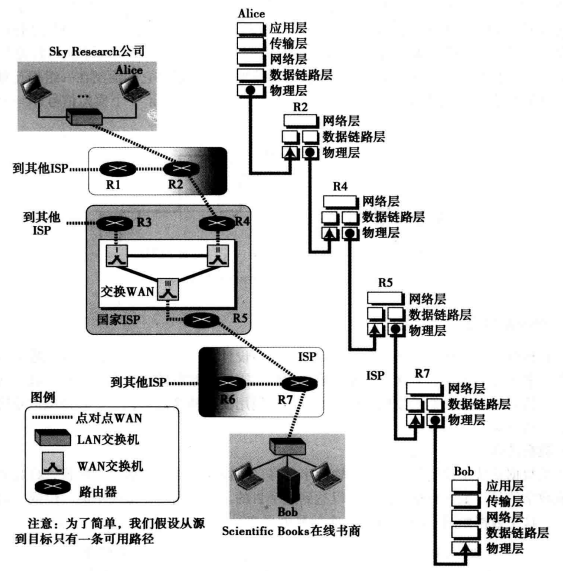 Sky Research公司
Alice
到其他ISP
R1
R2
到其他
ISP
R3
R4
I
II
III
交换WAN
国家ISP
R5
ISP
到其他ISP
R6
R7
Bob
Scientific Books在线书商
图例
点对点WAN
LAN交换机
WAN交换机
路由器
注意：为了简单，我们假设从源
到目标只有一条可用路径
Alice
应用层
传输层
网络层
数据链路层
物理层
R2
网络层
数据链路层
物理层
R4
网络层
数据链路层
物理层
R5
网络层
数据链路层
物理层
ISP
R7
网络层
数据链路层
物理层
Bob
应用层
传输层
网络层
数据链路层
物理层